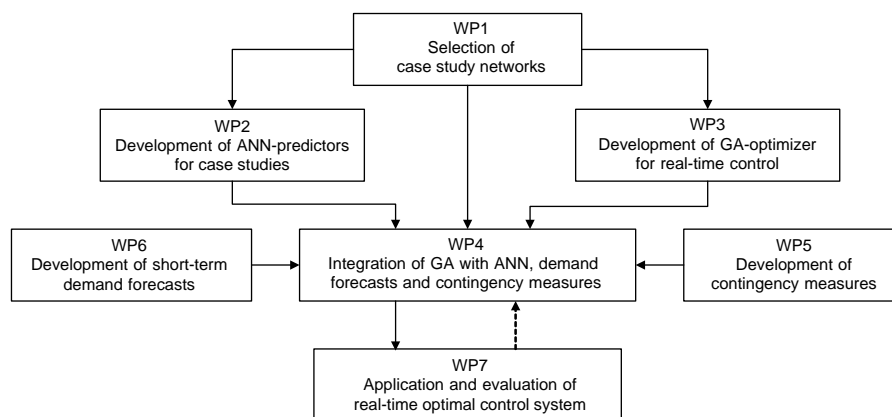 WP1
Selection of
case study networks
WP2
Development of ANN-predictors
for case studies
WP3
Development of GA-optimizer
for real-time control
WP6
Development of short-term
demand forecasts
WP4
Integration of GA with ANN, demand
forecasts and contingency measures
WP5
Development of
contingency measures
WP7
Application and evaluation of
real-time optimal control system